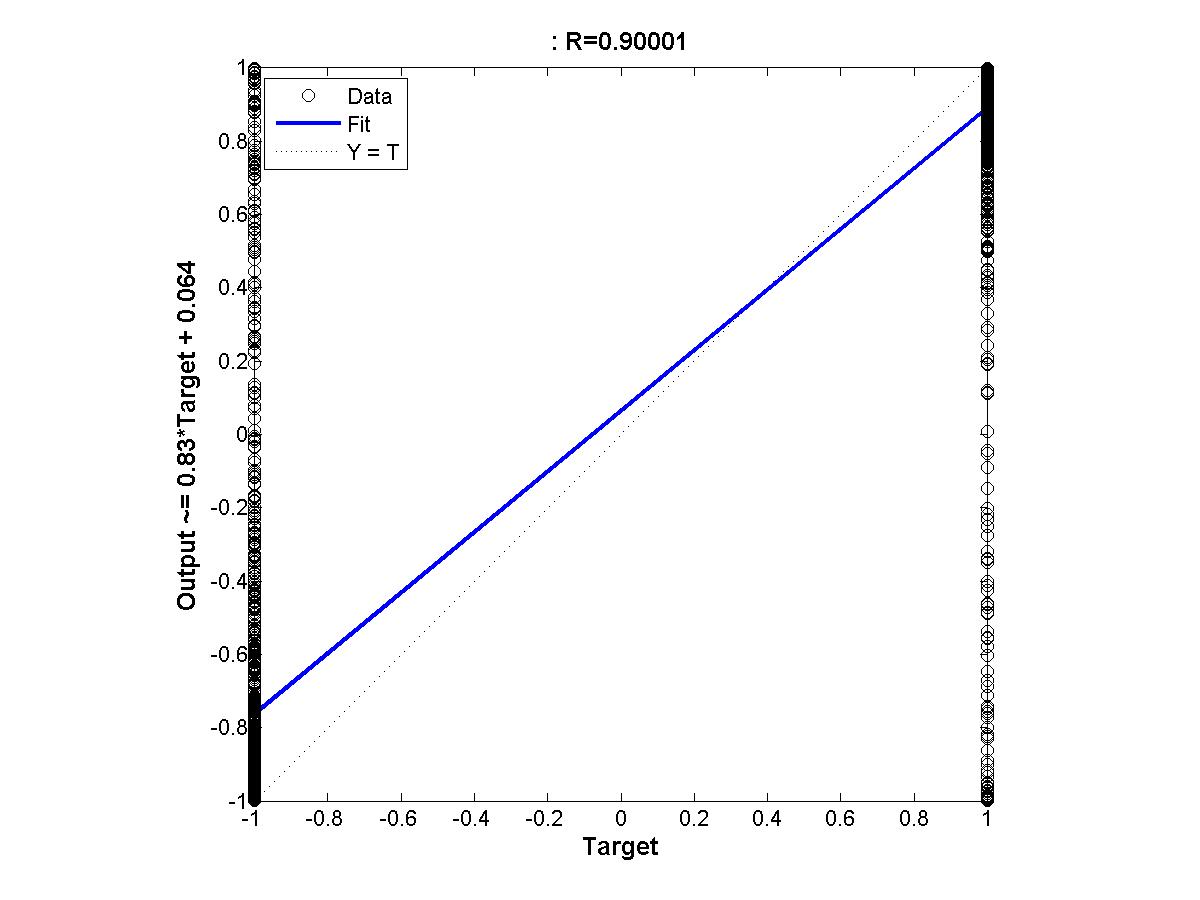 : R=0.90001
Data
Fit
Y = T
Output ~= 0.83*Target + 0.064
1
0.8
0.6
0.4
0.2
0
-0.2
-0.4
-0.6
-0.8
-1
-1 -0.8 -0.6 -0.4 -0.2 0 0.2 0.4 0.6 0.8 1
Target